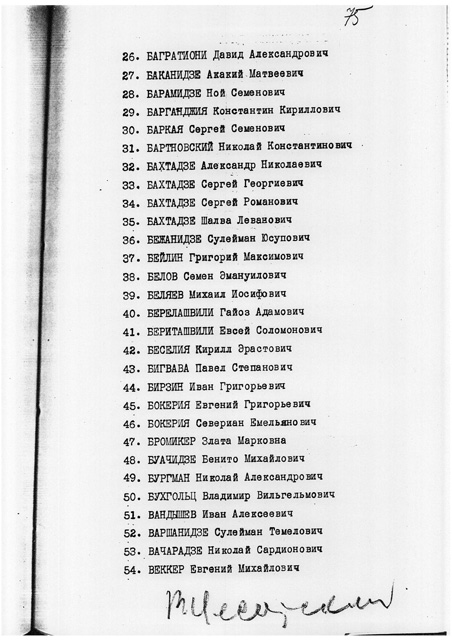 75
26. БАГРАТИОНИ Давид Александрович
27. БАКАНИДЗЕ Акакий Матвеевич
28. БАРАМИДЗЕ Ной Семенович
29. БАРГАНДЖИЯ Константин Кириллович
30. БАРКАЯ Сергей Семенович
31. БАРТНОВСКИЙ Николай Константинович
32. БАХТАДЗЕ Александр Николаевич
33. БАХТАДЗЕ Сергей Георгиевич
34. БАХТАДЗЕ Сергей Романович
35. БАХТАДЗЕ Шалва Леванович
36. БЕЖАНИДЗЕ Сулейман Юсупович
37. БЕЙЛИН Григорий Максимович
38. БЕЛОВ Семен Эмануилович
39. БЕЛЯЕВ Михаил Иосифович
40. БЕРЕЛАШВИЛИ Гайоз Адамович
41. БЕРИТАШВИЛИ Евсей Соломонович
42. БЕСЕЛИЯ Кирилл Эрастович
43. БИГВАВА Павел Степанович
44. БИРЗИН Иван Григорьевич
45. БОКЕРИЯ Евгений Григорьевич
46. БОКЕРИЯ Севериан Емельянович
47. БРОМИКЕР Злата Марковна
48. БУАЧИДЗЕ Бенито Михайлович
49. БУРГМАН Николай Александрович
50. БУХГОЛЬЦ Владимир Вильгельмович
51. ВАНДЫШЕВ Иван Алексеевич
52. ВАРШАНИДЗЕ Сулейман Темелович
53. ВАЧАРАДЗЕ Николай Сардионович
54. ВЕККЕР Евгений Михайлович